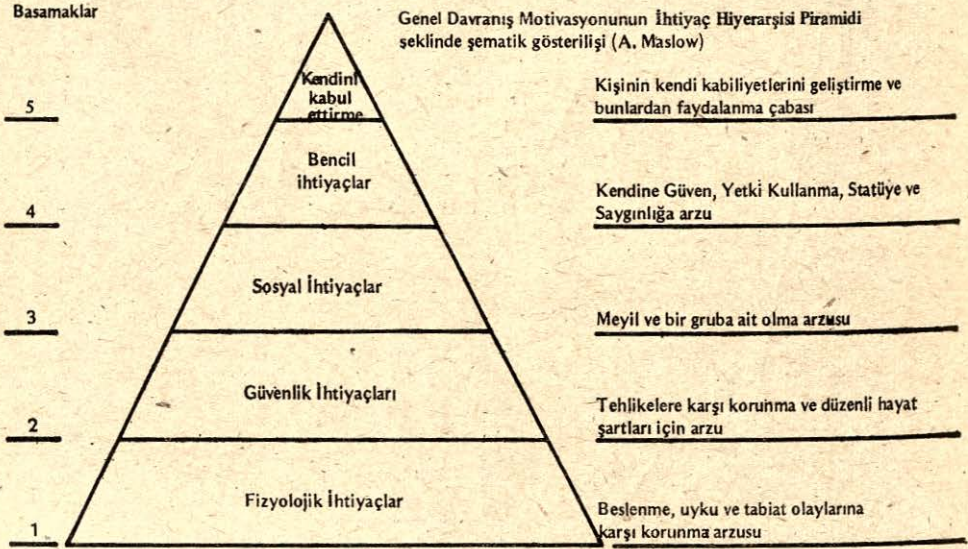 Basamaklar
Genel Davranış Motivasyonunun İhtiyaç Hiyerarşisi Piramidi
şeklinde şematik gösterilişi (A. Maslow)
5
Kendini
kabul
ettirme
Kişinin kendi kabiliyetlerini geliştirme ve
bunlardan faydalanma çabası
4
Bencil
ihtiyaçlar
Kendine Güven, Yetki Kullanma, Statüye ve
Saygınlığa arzu
3
Sosyal İhtiyaçlar
Meyil ve bir gruba ait olma arzusu
2
Güvenlik İhtiyaçları
Tehlikelere karşı korunma ve düzenli hayat
şartları için arzu
1
Fizyolojik İhtiyaçlar
Beslenme, uyku ve tabiat olaylarına
karşı korunma arzusu